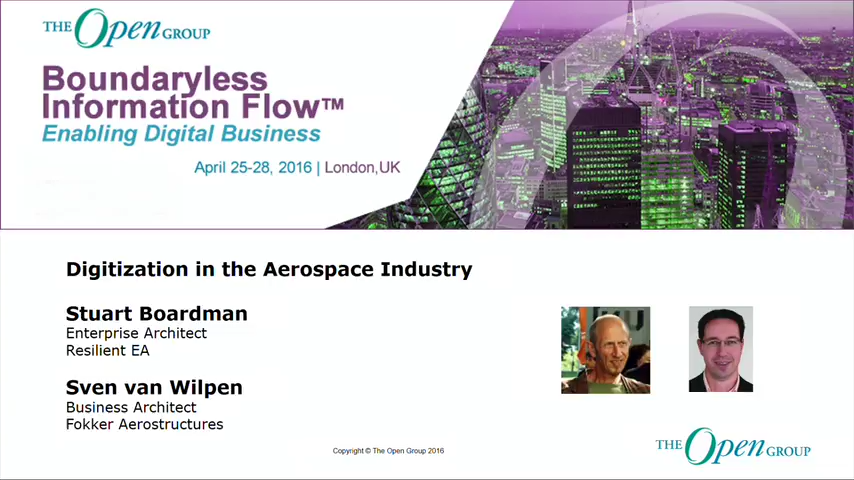 THE Open GROUP
Boundaryless
Information Flow™
Enabling Digital Business
April 25-28, 2016 | London,UK
Digitization in the Aerospace Industry
Stuart Boardman
Enterprise Architect
Resilient EA
Sven van Wilpen
Business Architect
Fokker Aerostructures
Copyright © The Open Group 2016
THE Open GROUP